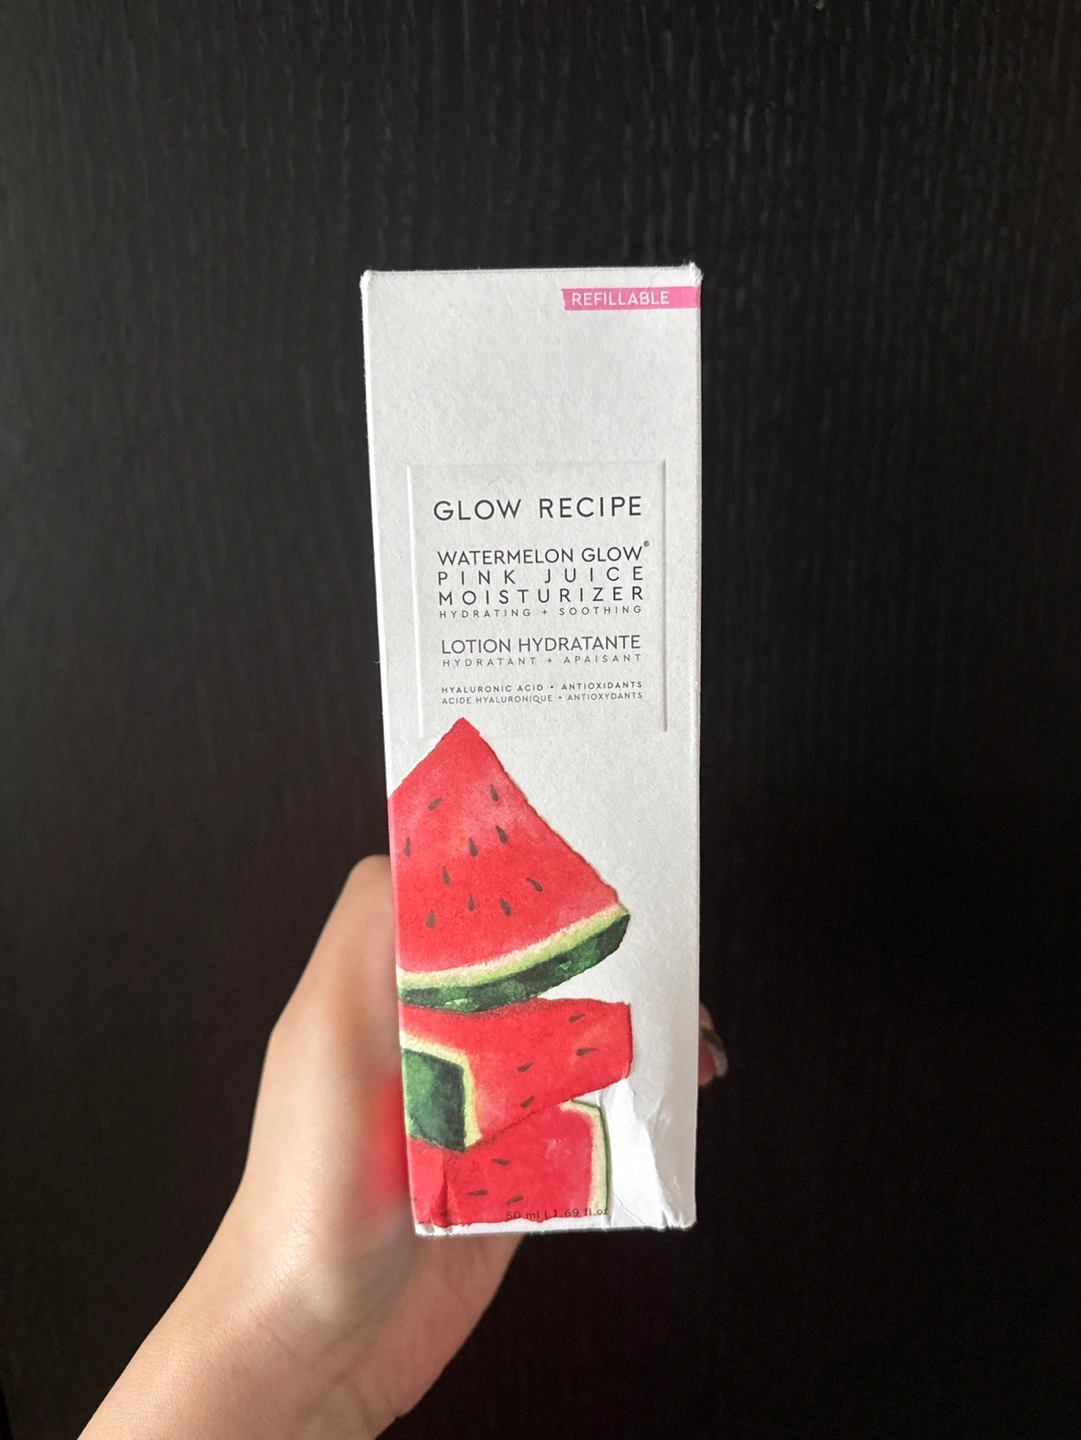 REFILLABLE
GLOW RECIPE
WATERMELON GLOW®
PINK JUICE
MOISTURIZER
HYDRATING + SOOTHING
LOTION HYDRATANTE
HYDRATANT + APAISANT
HYALURONIC ACID • ANTIOXIDANTS
ACIDE HYALURONIQUE • ANTIOXYDANTS
50 ml | 1.69 fl.oz